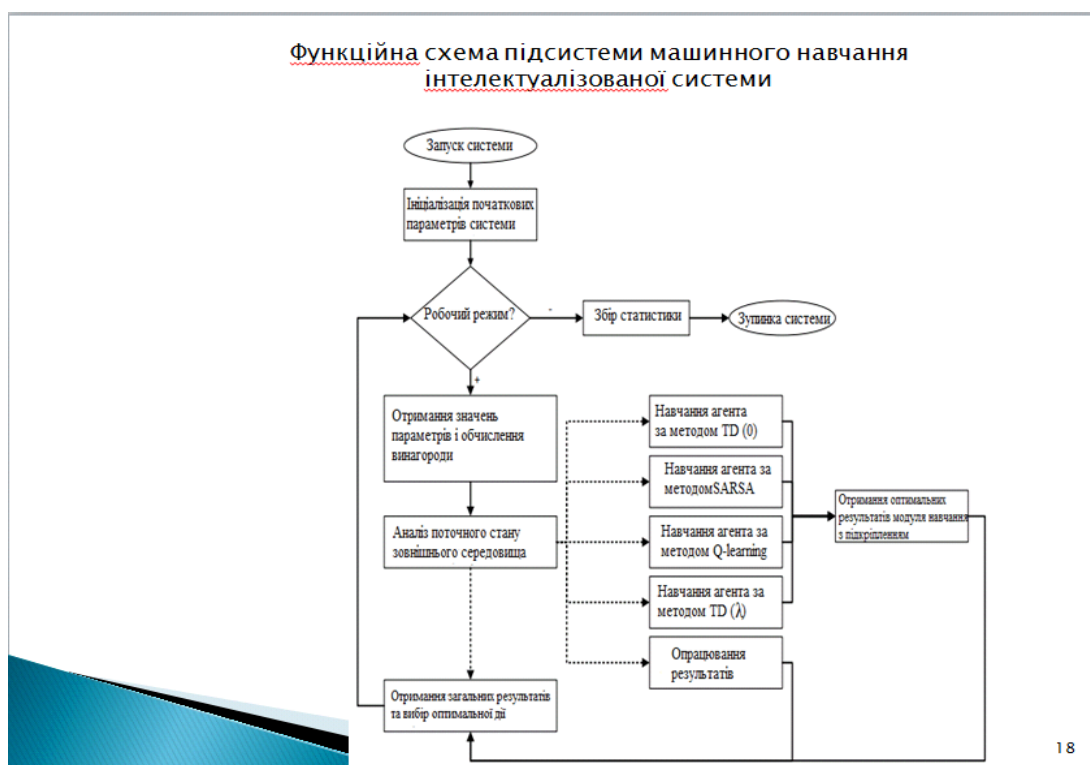 Функційна схема підсистеми машинного навчання
інтелектуалізованої системи
Запуск системи
Ініціалізація початкових
параметрів системи
Робочий режим?
-
Збір статистики
Зупинка системи
+
Отримання значень
параметрів і обчислення
винагороди
Аналіз поточного стану
зовнішнього середовища
Навчання агента
за методом TD (0)
Навчання агента за
методомSARSA
Навчання агента за
методом Q-learning
Навчання агента за
методом TD (λ)
Опрацювання
результатів
Отримання оптимальних
результатів модуля навчання
з підкріпленням
Отримання загальних результатів
та вибір оптимальної дії
18